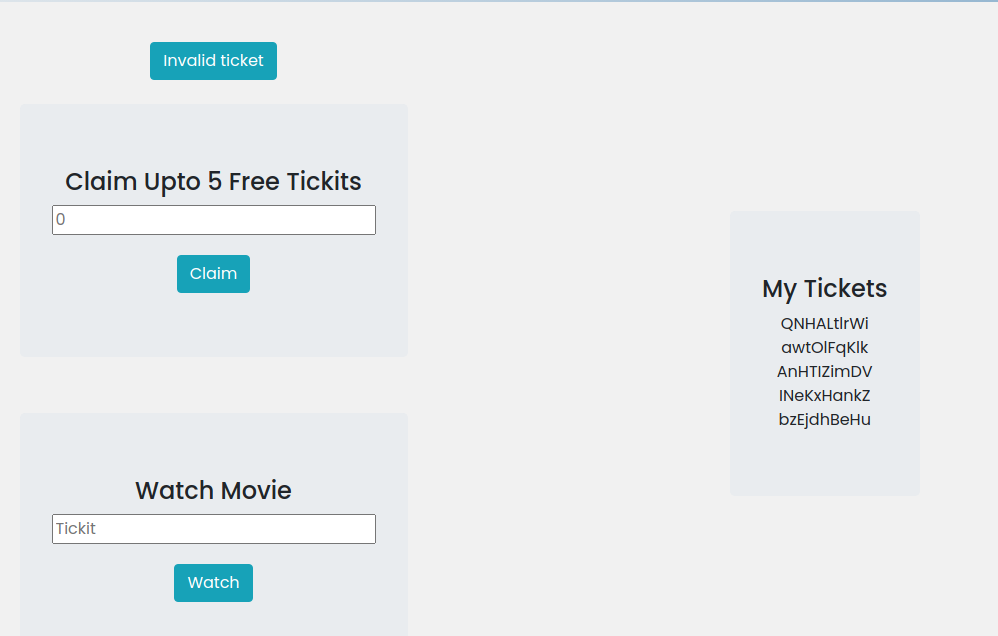 Invalid ticket
Claim Upto 5 Free Tickits
0
Claim
Watch Movie
Tickit
Watch
My Tickets
QNHALtlrWi
awtOlFqKlk
AnHTIZimDV
INeKxHankZ
bzEjdhBeHu